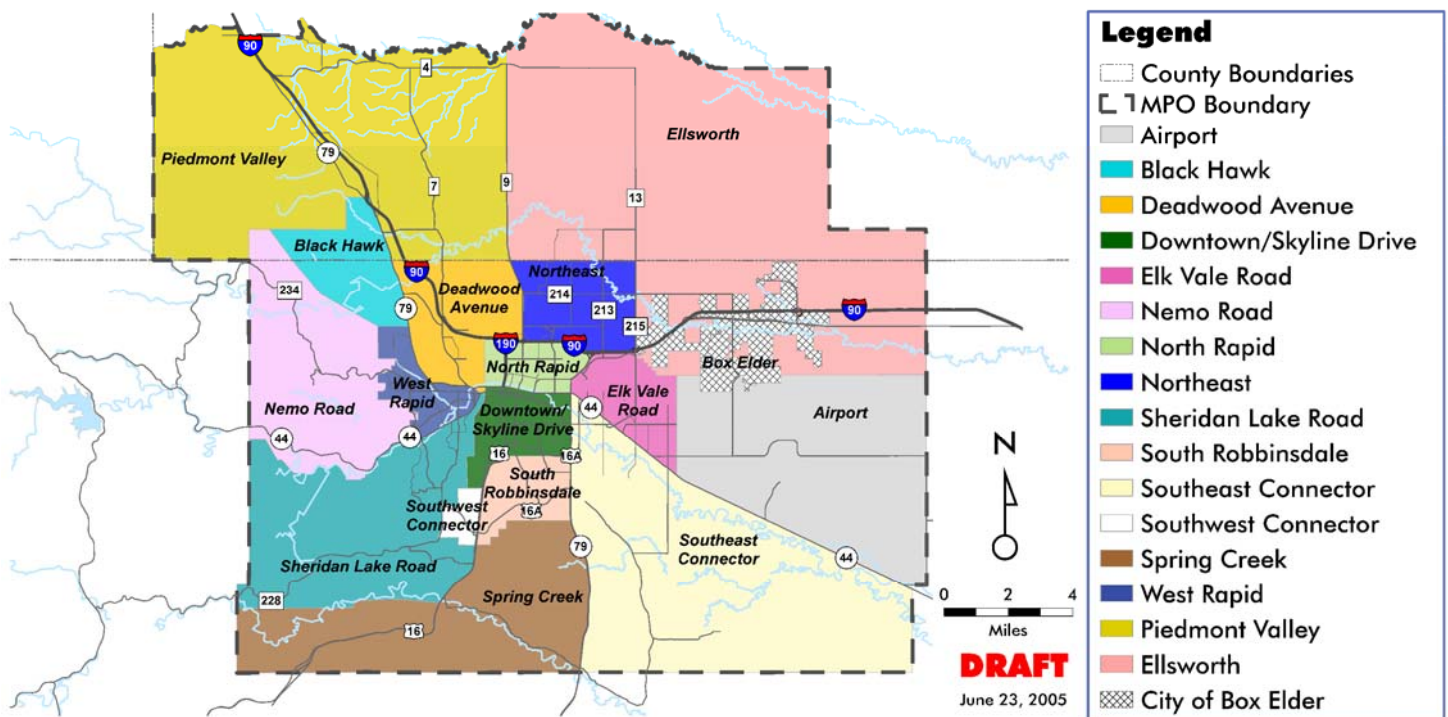 90
4
Ellsworth
Piedmont Valley
79
7
9
13
Black Hawk
90
Northeast
234
Deadwood
Avenue
214
79
213
215
90
190
90
North Rapid
Box Elder
West
Rapid
Elk Vale
Road
Nemo Road
Downtown/
Skyline Drive
44
Airport
44
44
16
16A
South
Robbinsdale
Southwest
Connector
16A
Southeast
Connector
79
44
Sheridan Lake Road
Spring Creek
228
16
N
0 2 4
Miles
DRAFT
June 23, 2005
Legend
County Boundaries
MPO Boundary
Airport
Black Hawk
Deadwood Avenue
Downtown/Skyline Drive
Elk Vale Road
Nemo Road
North Rapid
Northeast
Sheridan Lake Road
South Robbinsdale
Southeast Connector
Southwest Connector
Spring Creek
West Rapid
Piedmont Valley
Ellsworth
City of Box Elder